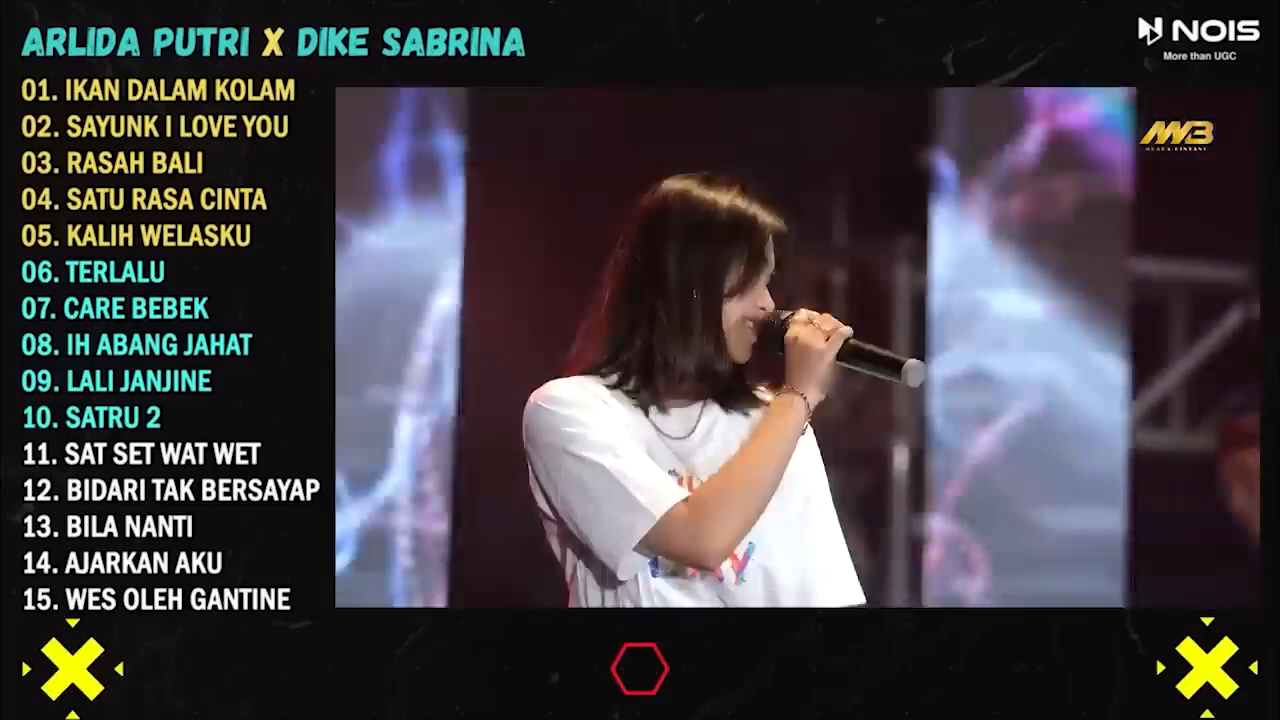 ARLIDA PUTRI X DIKE SABRINA
NOIS
More than UGC
01. IKAN DALAM KOLAM
02. SAYUNK I LOVE YOU
03. RASAH BALI
04. SATU RASA CINTA
05. KALIH WELASKU
06. TERLALU
07. CARE BEBEK
08. IH ABANG JAHAT
09. LALI JANJINE
10. SATRU 2
11. SAT SET WAT WET
12. BIDARI TAK BERSAYAP
13. BILA NANTI
14. AJARKAN AKU
15. WES OLEH GANTINE
MB